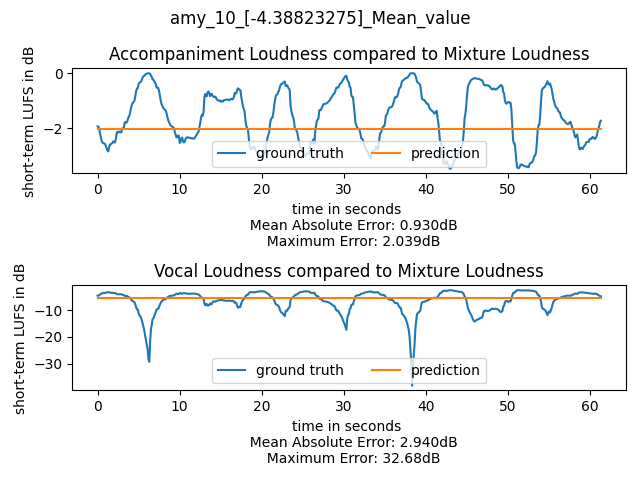 amy_10_[-4.38823275]_Mean_value
Accompaniment Loudness compared to Mixture Loudness
short-term LUFS in dB
0
−2
ground truth
prediction
0
10
20
30
40
50
60
time in seconds
Mean Absolute Error: 0.930dB
Maximum Error: 2.039dB
Vocal Loudness compared to Mixture Loudness
short-term LUFS in dB
−10
−20
−30
ground truth
prediction
0
10
20
30
40
50
60
time in seconds
Mean Absolute Error: 2.940dB
Maximum Error: 32.68dB